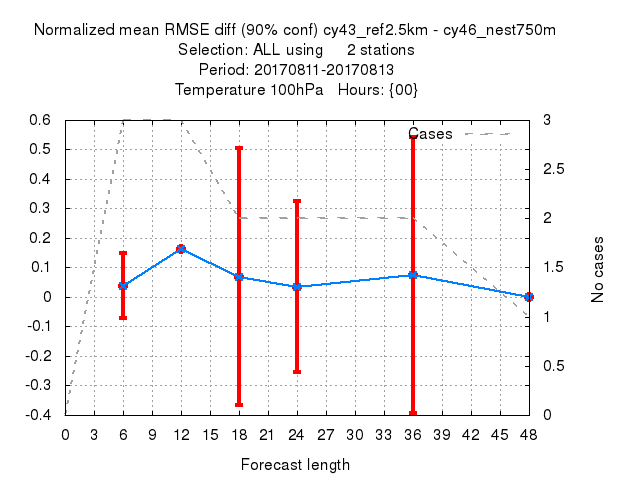 Normalized mean RMSE diff (90% conf) cy43_ref2.5km - cy46_nest750m
Selection: ALL using 2 stations
Period: 20170811-20170813
Temperature 100hPa Hours: {00}
Cases
0.6
0.5
0.4
0.3
0.2
0.1
0
-0.1
-0.2
-0.3
-0.4
3
2.5
2
1.5
1
0.5
0
No cases
0 3 6 9 12 15 18 21 24 27 30 33 36 39 42 45 48
Forecast length